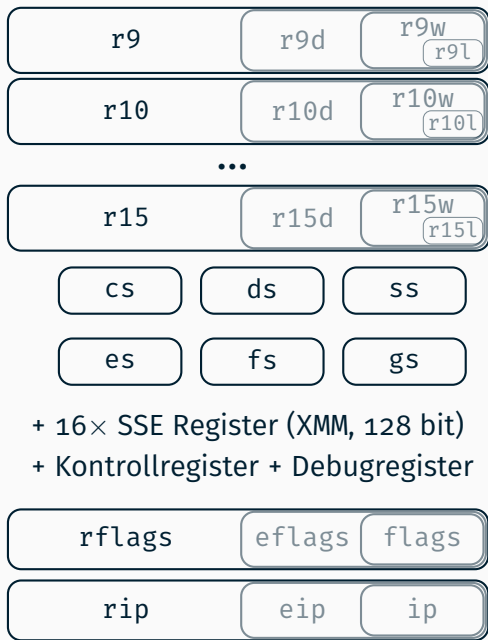 r9 r9d r9w
r9l
r10 r10d r10w
r10l
...
r15 r15d r15w
r15l
cs ds ss
es fs gs
+ 16× SSE Register (XMM, 128 bit)
+ Kontrollregister + Debugregister
rflags eflags flags
rip eip ip